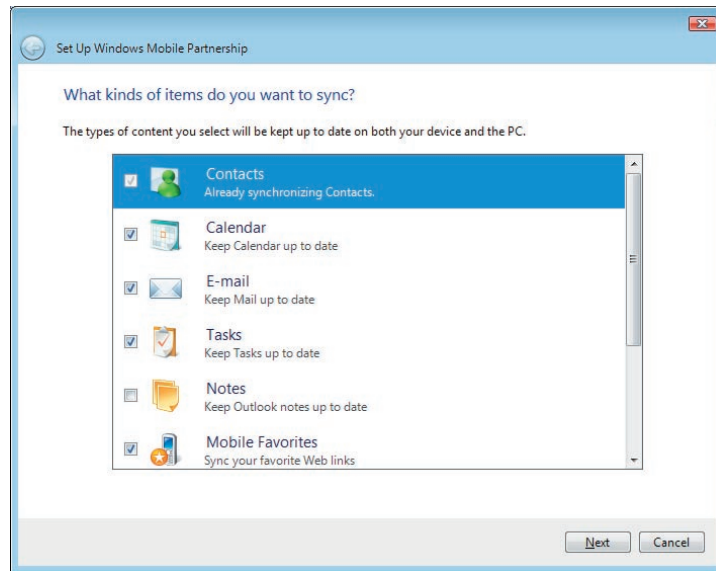 Set Up Windows Mobile Partnership
What kinds of items do you want to sync?
The types of content you select will be kept up to date on both your device and the PC.
Contacts
Already synchronizing Contacts.
Calendar
Keep Calendar up to date
E-mail
Keep Mail up to date
Tasks
Keep Tasks up to date
Notes
Keep Outlook notes up to date
Mobile Favorites
Sync your favorite Web links
Next Cancel